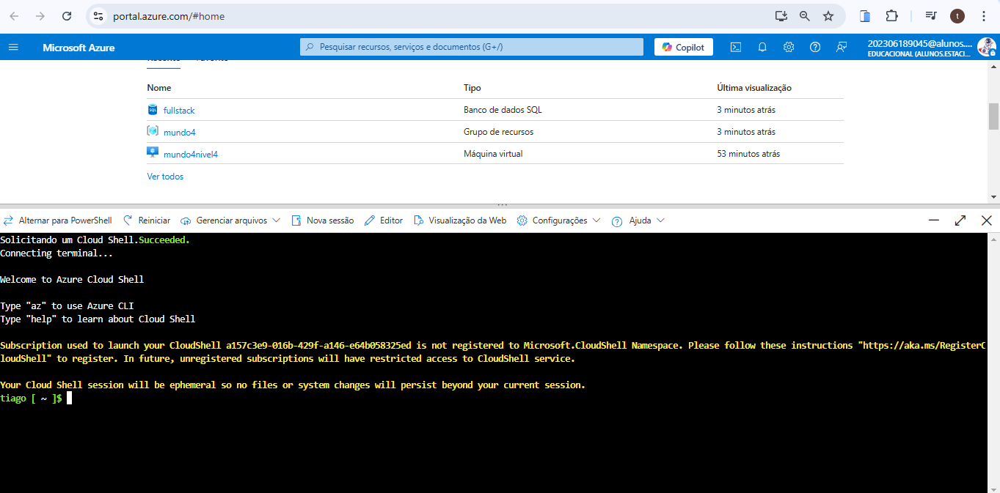 portal.azure.com/#home
t
Microsoft Azure
Pesquisar recursos, serviços e documentos (G+/)
Copilot
202306189045@alunos....
EDUCACIONAL (ALUNOS.ESTACI...
Recente Favorito
Nome Tipo Última visualização
fullstack Banco de dados SQL 3 minutos atrás
mundo4 Grupo de recursos 3 minutos atrás
mundo4nivel4 Máquina virtual 53 minutos atrás
Ver todos
Alternar para PowerShell Reiniciar Gerenciar arquivos Nova sessão Editor Visualização da Web Configurações Ajuda
Solicitando um Cloud Shell.Succeeded.
Connecting terminal...
Welcome to Azure Cloud Shell
Type "az" to use Azure CLI
Type "help" to learn about Cloud Shell
Subscription used to launch your CloudShell a157c3e9-016b-429f-a146-e64b058325ed is not registered to Microsoft.CloudShell Namespace. Please follow these instructions "https://aka.ms/RegisterC
loudShell" to register. In future, unregistered subscriptions will have restricted access to CloudShell service.
Your Cloud Shell session will be ephemeral so no files or system changes will persist beyond your current session.
tiago [ ~ ]$